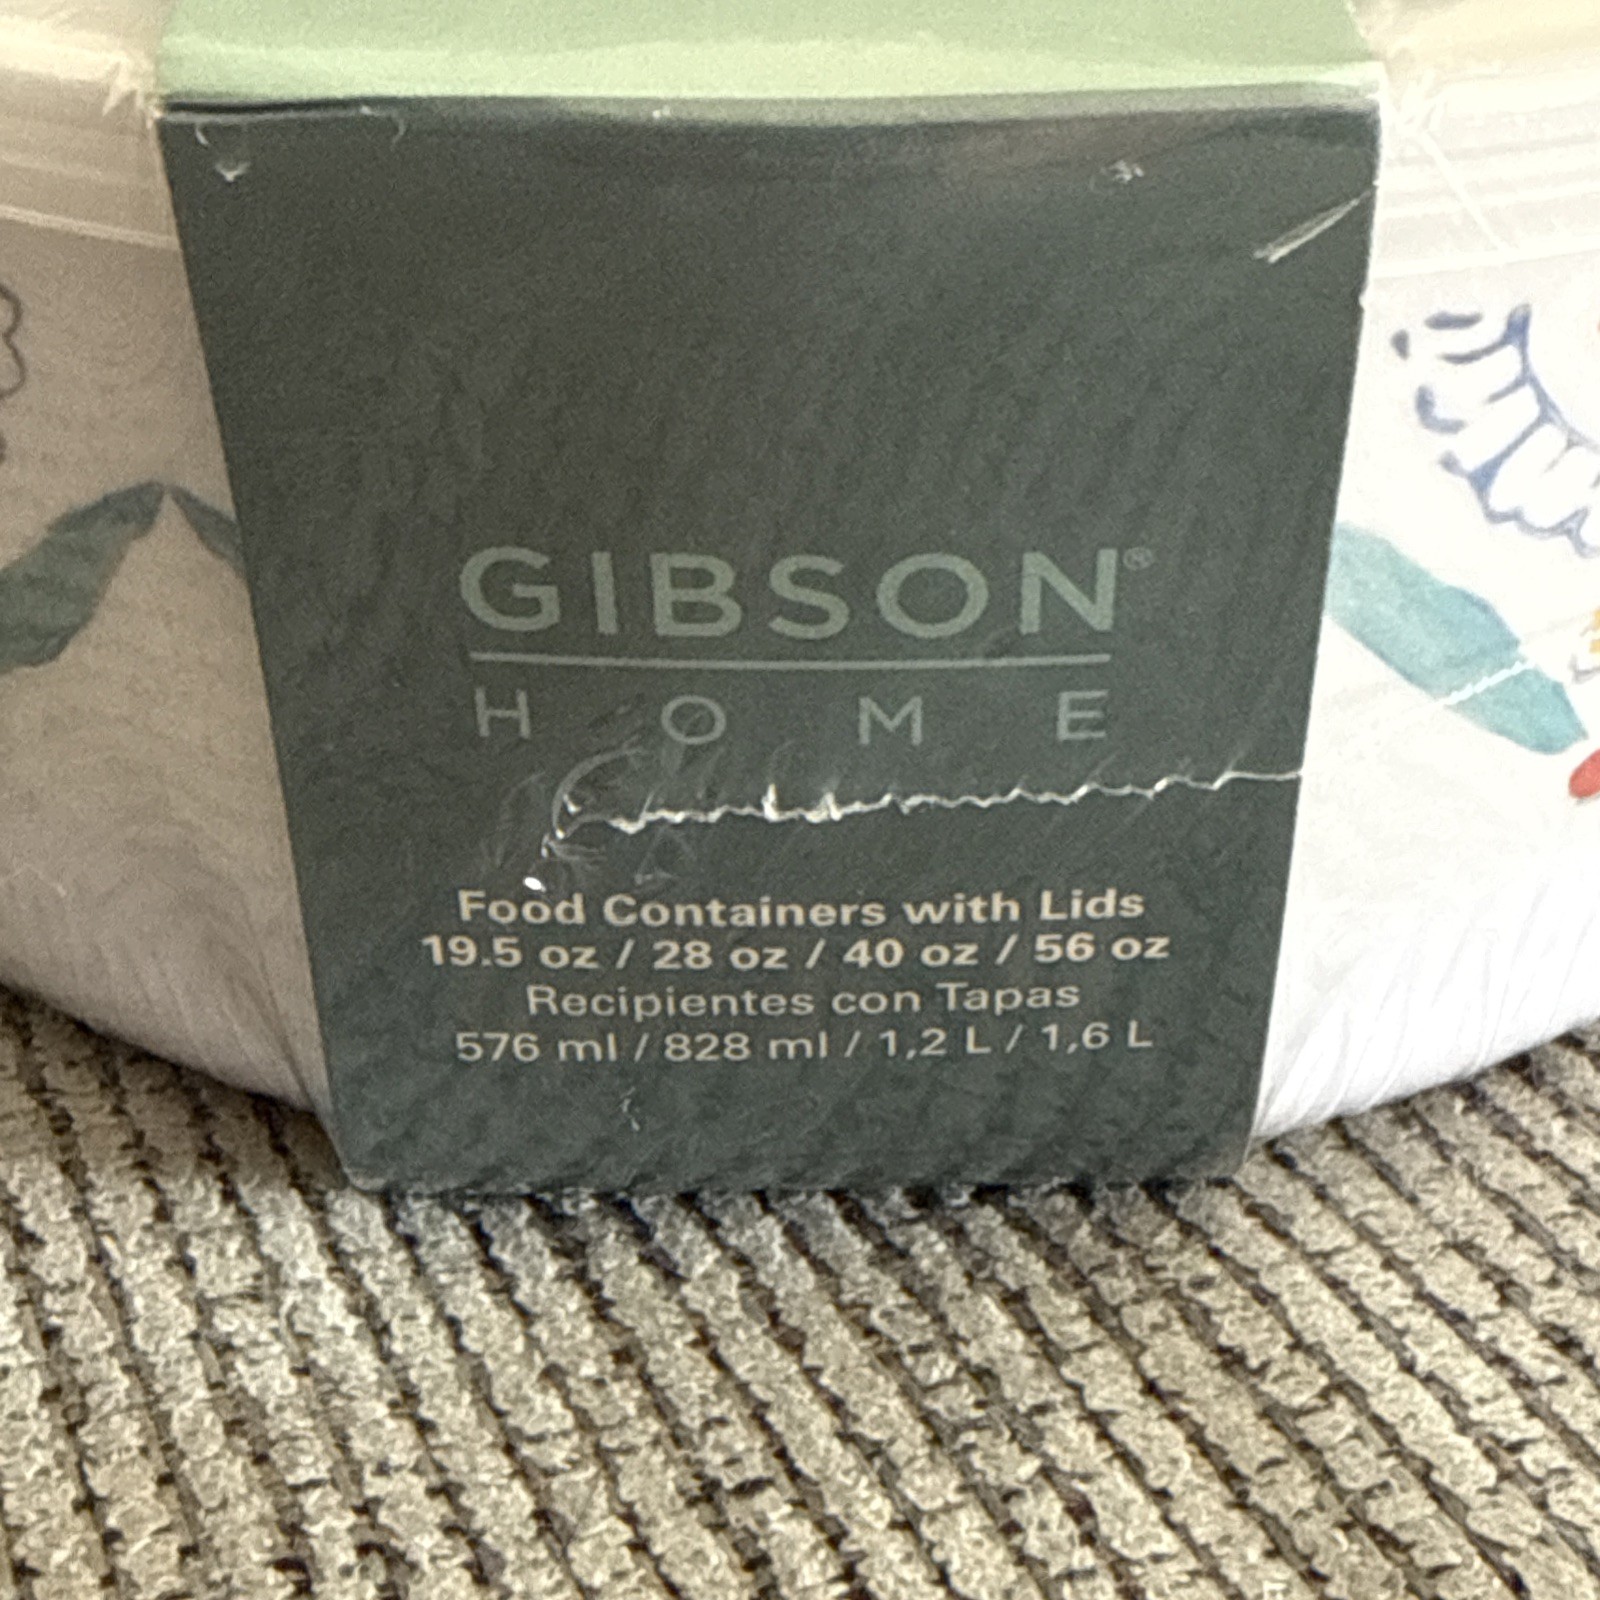 GIBSON®
HOME
Food Containers with Lids
19.5 oz / 28 oz / 40 oz / 56 oz
Recipientes con Tapas
576 ml / 828 ml / 1,2 L / 1,6 L